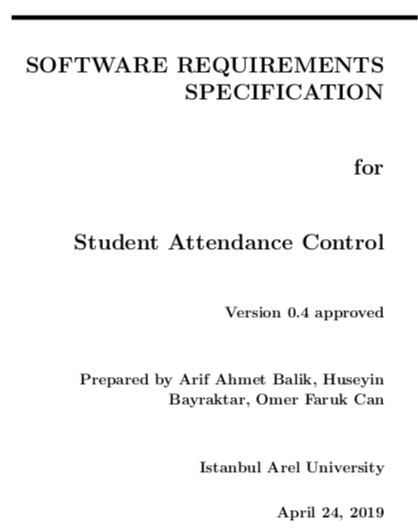 SOFTWARE REQUIREMENTS
SPECIFICATION
for
Student Attendance Control
Version 0.4 approved
Prepared by Arif Ahmet Balik, Huseyin
Bayraktar, Omer Faruk Can
Istanbul Arel University
April 24, 2019